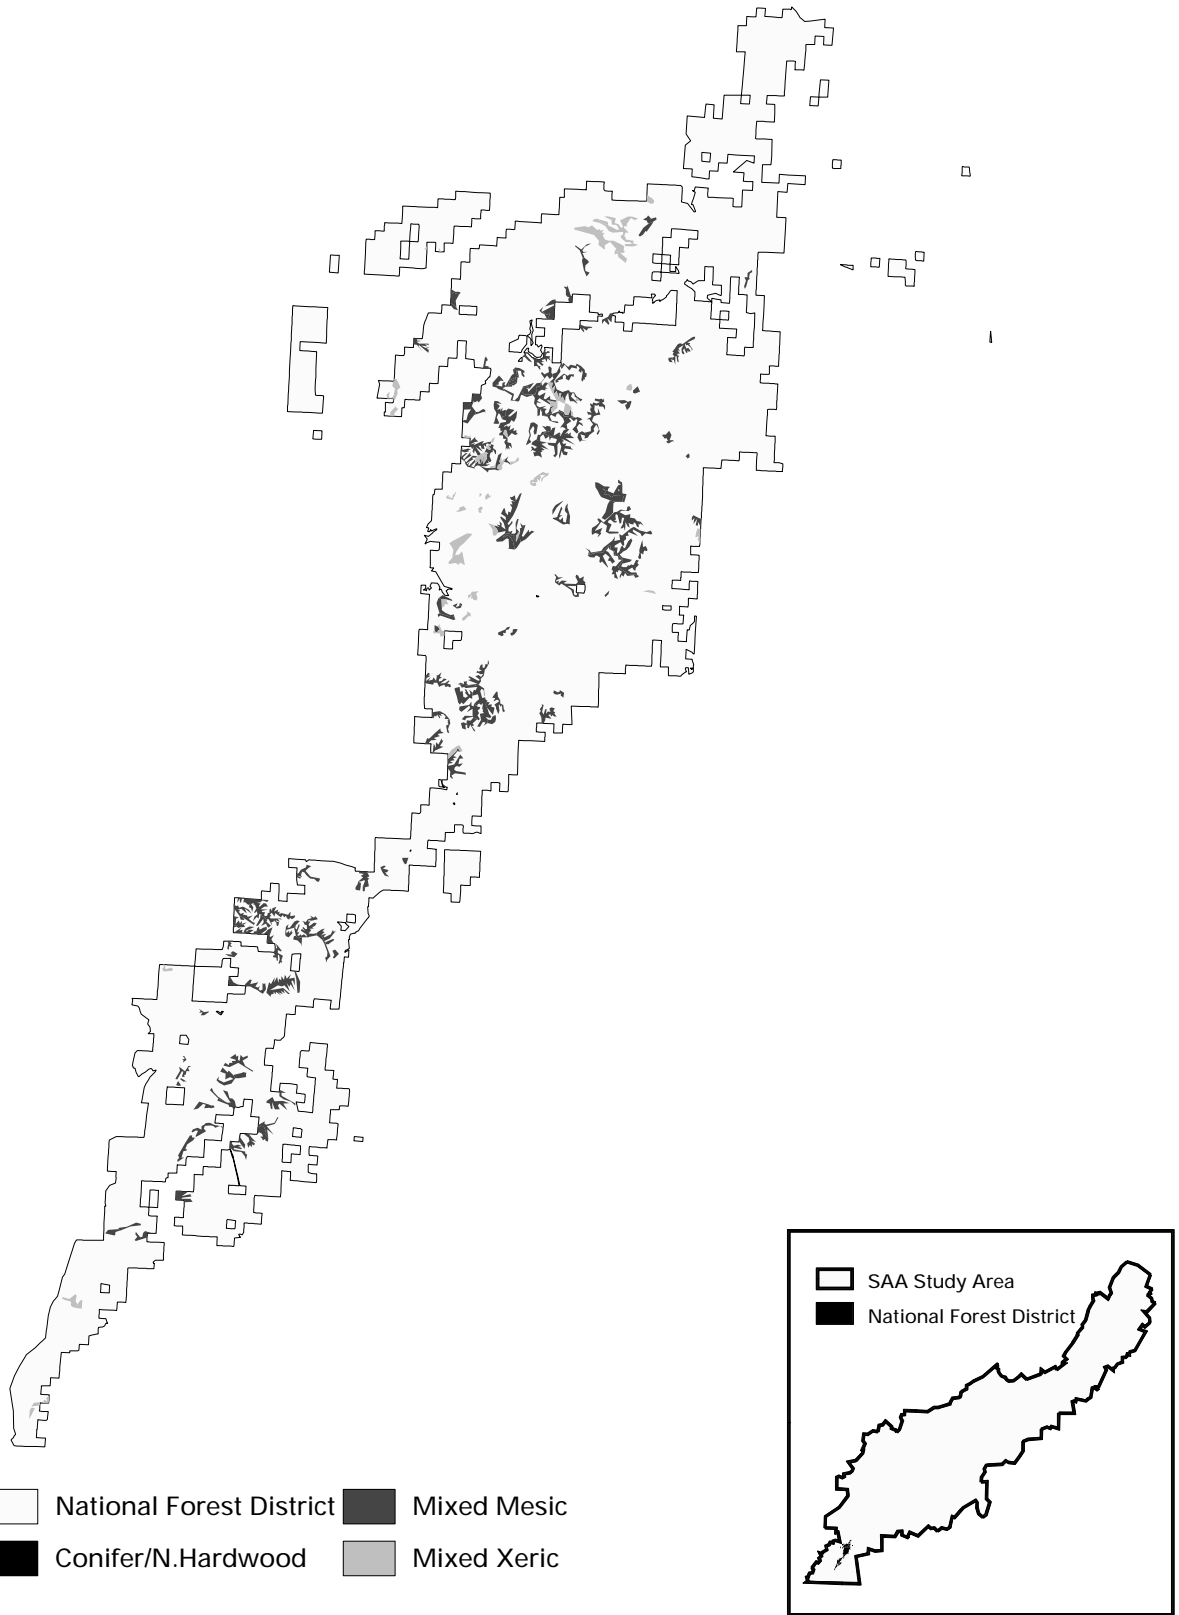 SAA Study Area
National Forest District
National Forest District Mixed Mesic
Conifer/N.Hardwood Mixed Xeric